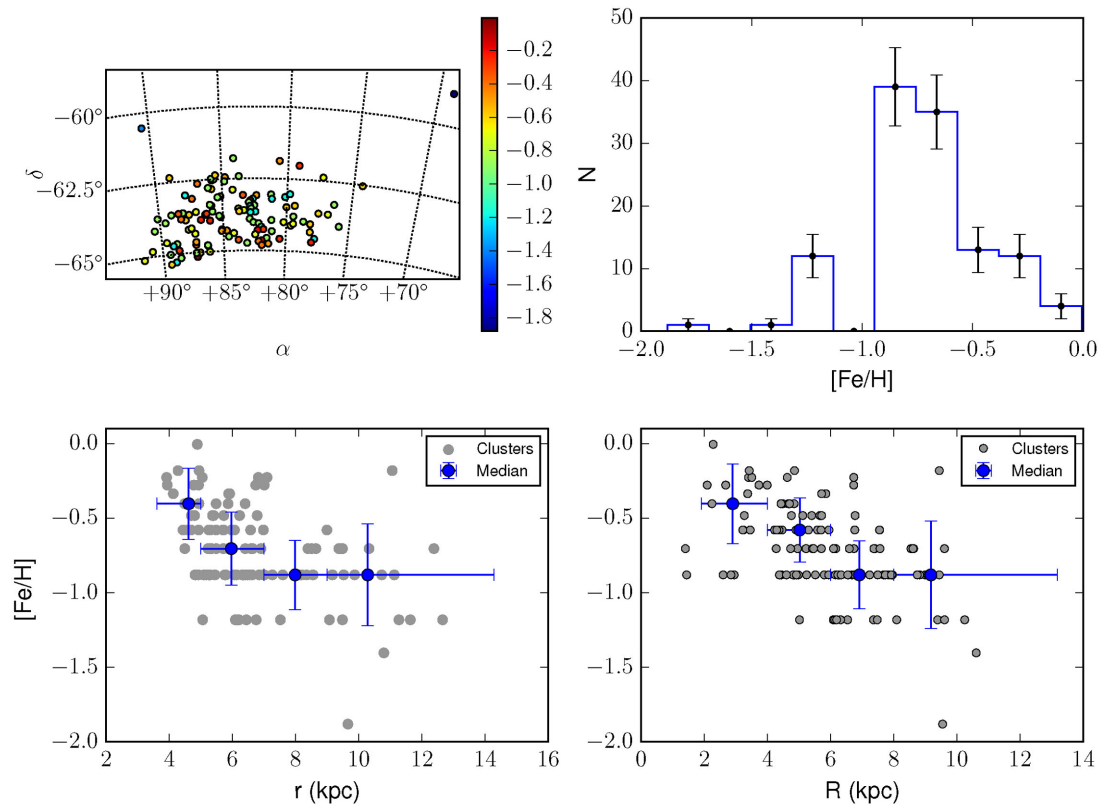 −60°
−62.5°
−65°
δ
+90° +85° +80° +75° +70°
α
−0.2
−0.4
−0.6
−0.8
−1.0
−1.2
−1.4
−1.6
−1.8
50
40
30
20
10
0
N
−2.0 −1.5 −1.0 −0.5 0.0
[Fe/H]
0.0
−0.5
−1.0
−1.5
−2.0
[Fe/H]
Clusters
Median
2 4 6 8 10 12 14 16
r (kpc)
0.0
−0.5
−1.0
−1.5
−2.0
Clusters
Median
0 2 4 6 8 10 12 14
R (kpc)